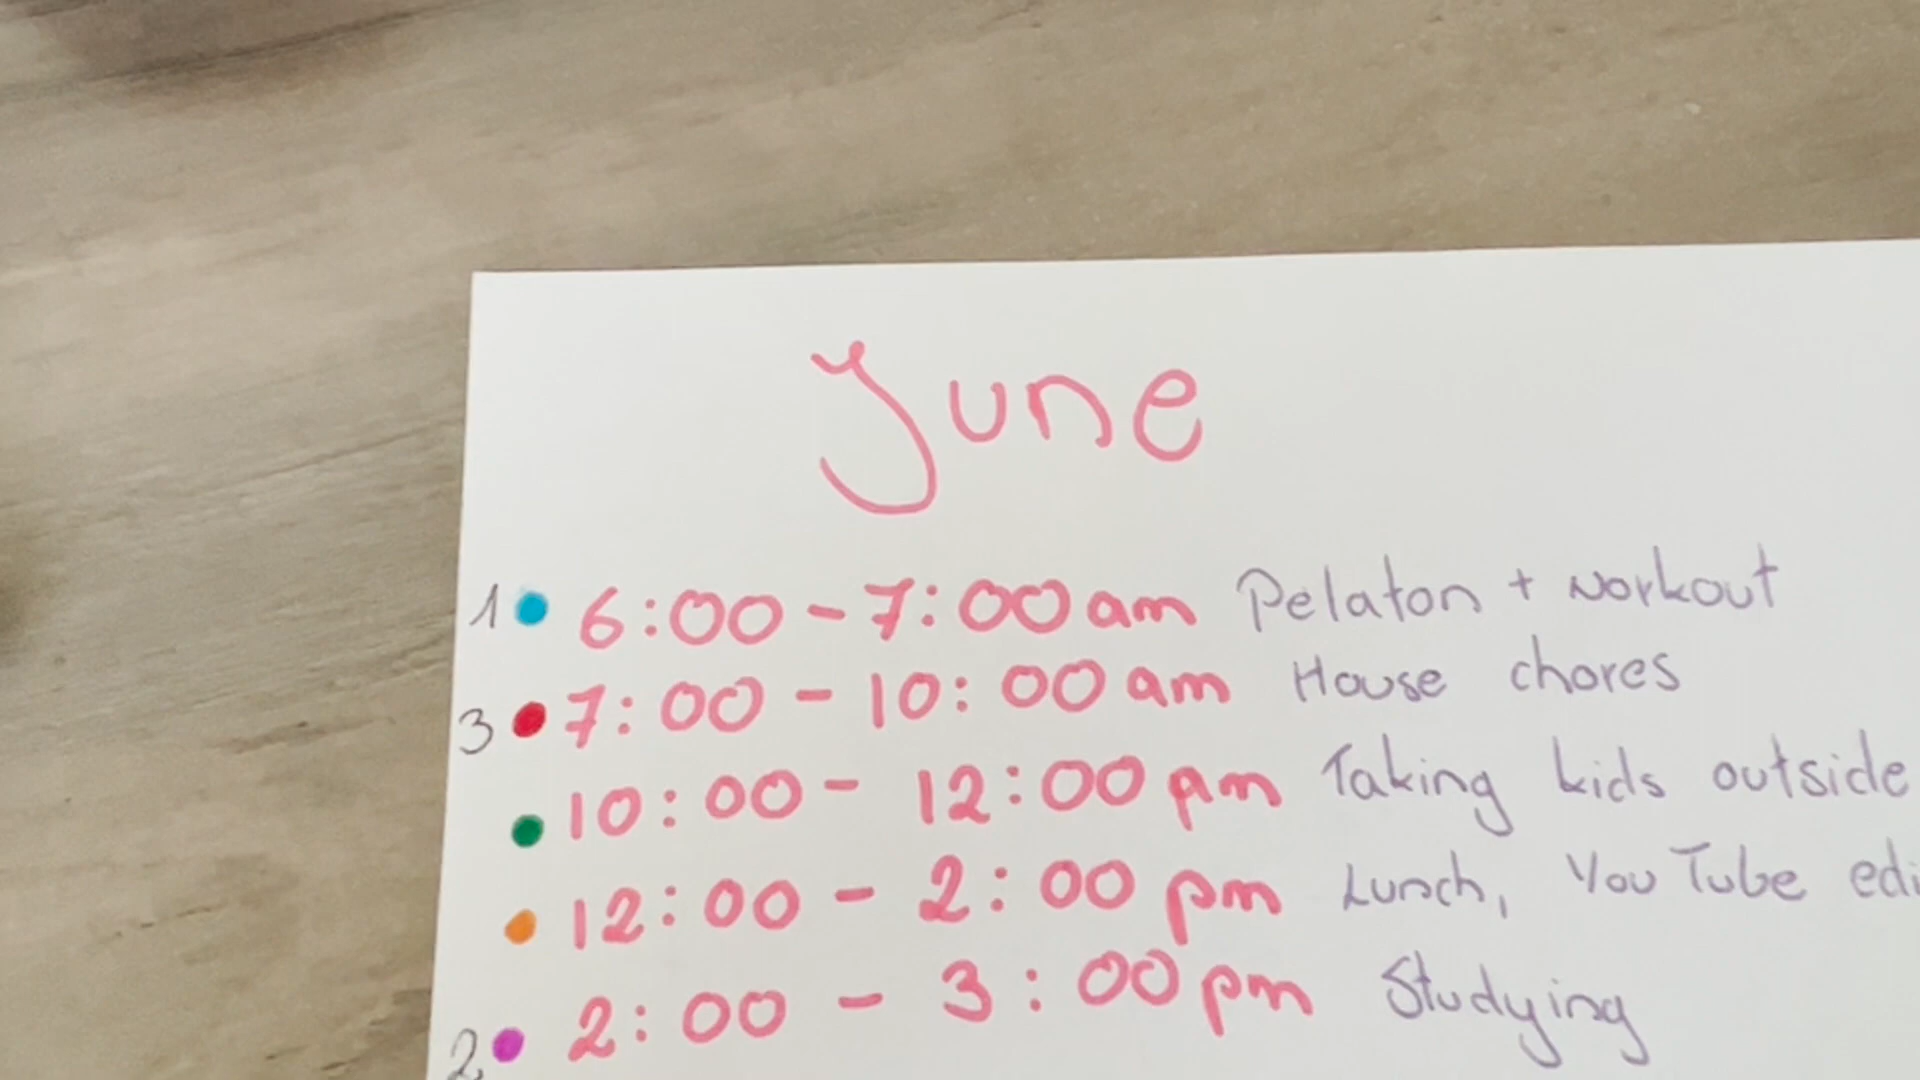 June
1 • 6:00 - 7:00 am Pelaton + workout
3 • 7:00 - 10:00 am House chores
• 10:00 - 12:00 pm Taking kids outside
• 12:00 - 2:00 pm Lunch, YouTube edi
2 • 2:00 - 3:00 pm Studying